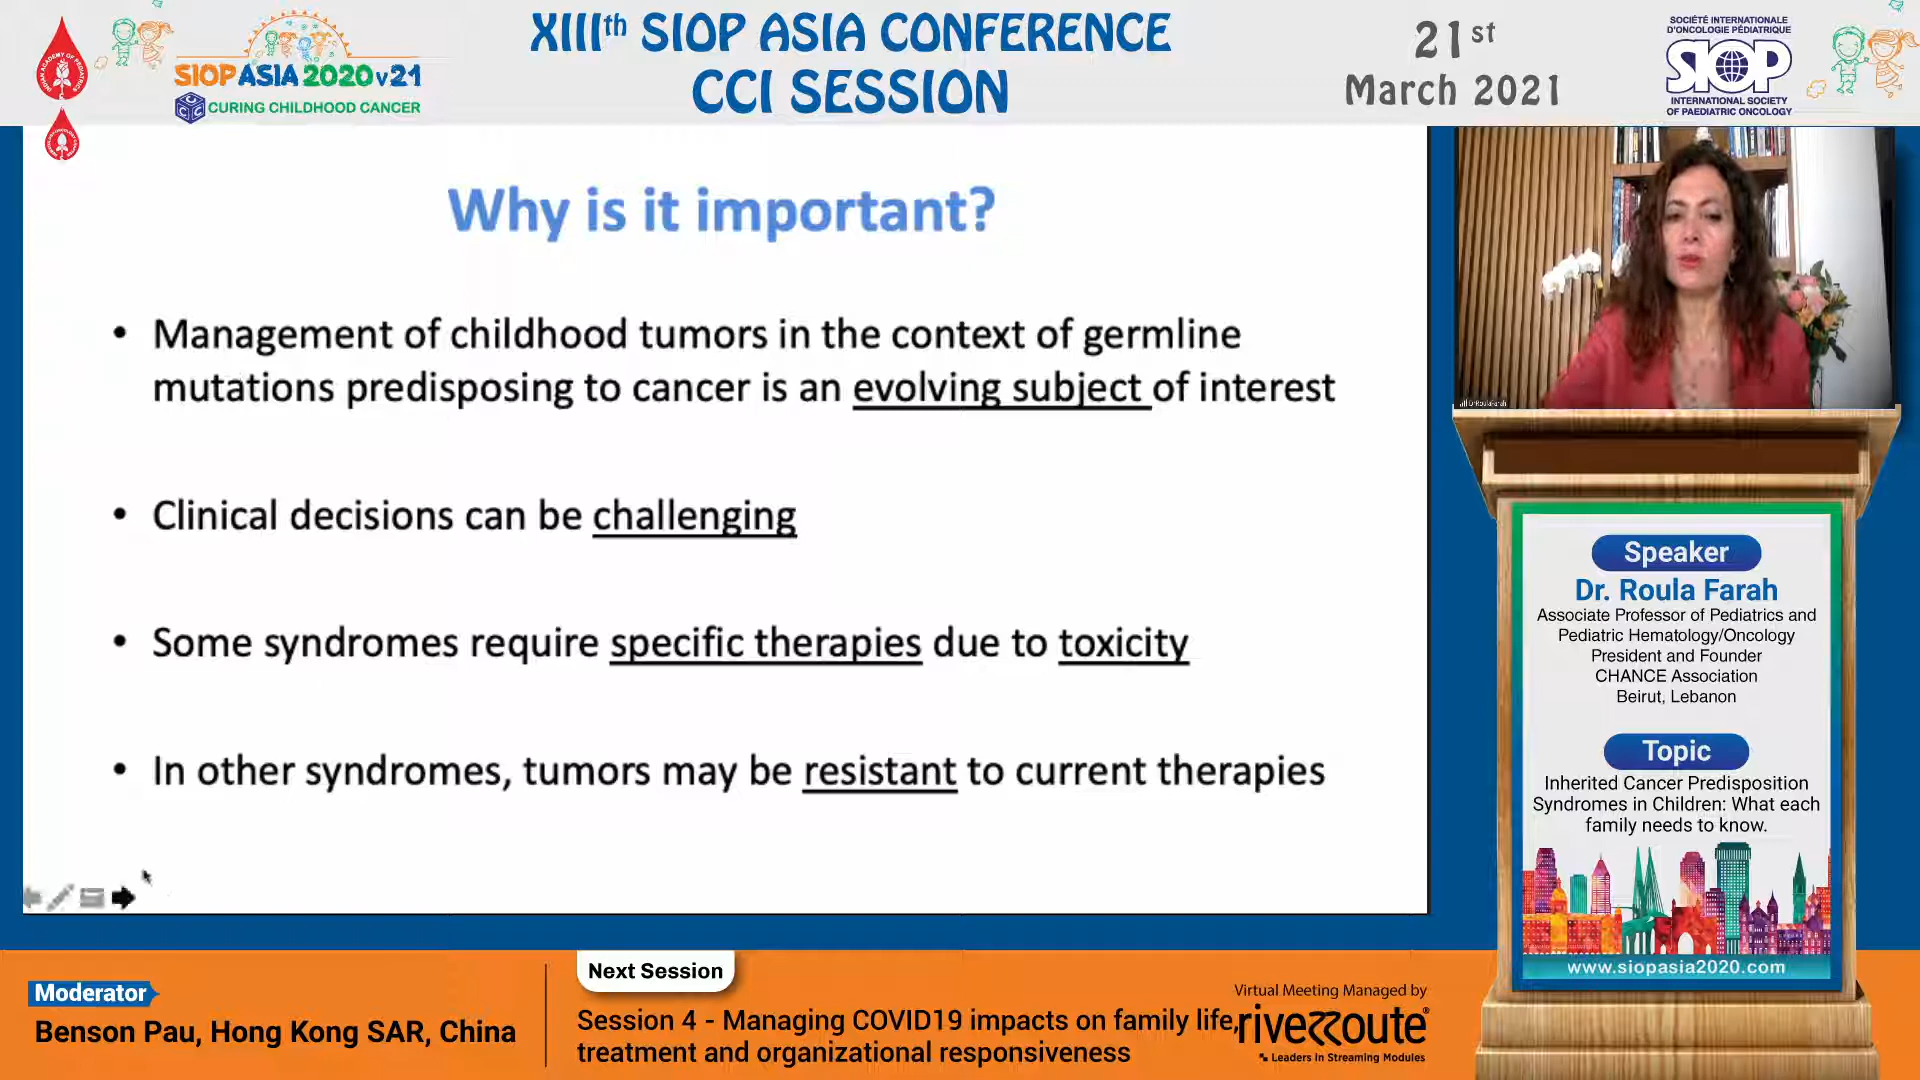 XIIIth SIOP ASIA CONFERENCE
CCI SESSION
21st
March 2021
SIOPASIA2020v21
CURING CHILDHOOD CANCER
SOCIÉTÉ INTERNATIONALE
D'ONCOLOGIE PÉDIATRIQUE
SIOP
INTERNATIONAL SOCIETY
OF PAEDIATRIC ONCOLOGY
Why is it important?
• Management of childhood tumors in the context of germline
mutations predisposing to cancer is an evolving subject of interest
• Clinical decisions can be challenging
• Some syndromes require specific therapies due to toxicity
• In other syndromes, tumors may be resistant to current therapies
Speaker
Dr. Roula Farah
Associate Professor of Pediatrics and
Pediatric Hematology/Oncology
President and Founder
CHANCE Association
Beirut, Lebanon
Topic
Inherited Cancer Predisposition
Syndromes in Children: What each
family needs to know.
www.siopasia2020.com
Moderator
Benson Pau, Hong Kong SAR, China
Next Session
Session 4 - Managing COVID19 impacts on family life,
treatment and organizational responsiveness
Virtual Meeting Managed by
riveRRoute®
Leaders in Streaming Modules